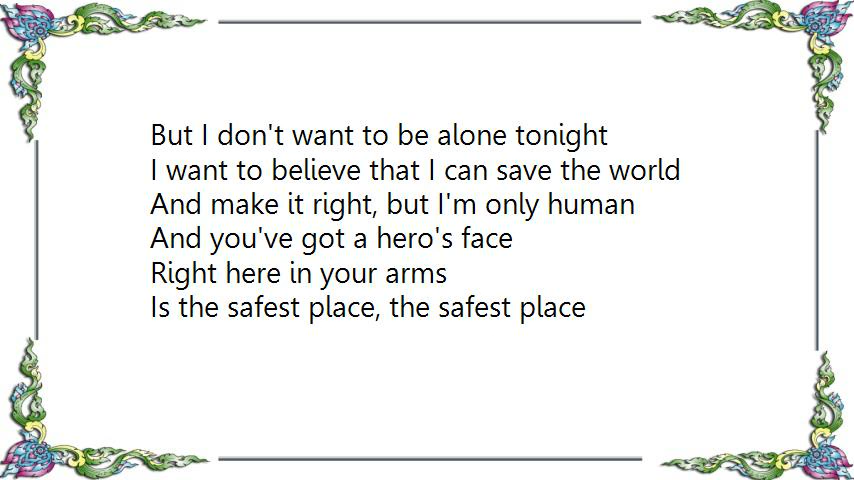 But I don't want to be alone tonight
I want to believe that I can save the world
And make it right, but I'm only human
And you've got a hero's face
Right here in your arms
Is the safest place, the safest place